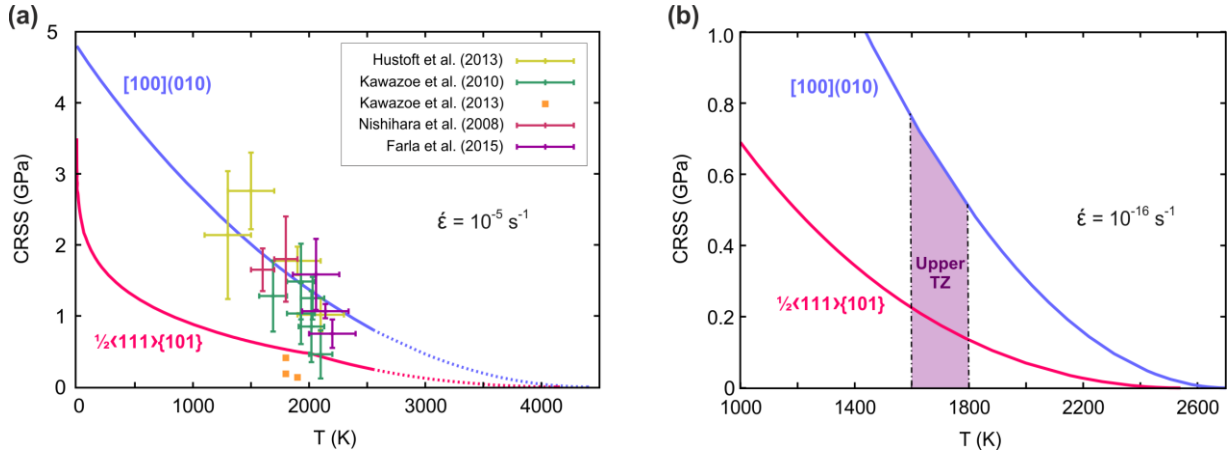 (a)
5
4
3
2
1
0
CRSS (GPa)
[100](010)
½<111>{101}
Hustoft et al. (2013)
Kawazoe et al. (2010)
Kawazoe et al. (2013)
Nishihara et al. (2008)
Farla et al. (2015)
έ = 10⁻⁵ s⁻¹
0 1000 2000 3000 4000
T (K)
(b)
1.0
0.8
0.6
0.4
0.2
0
CRSS (GPa)
[100](010)
½<111>{101}
Upper
TZ
έ = 10⁻¹⁶ s⁻¹
1000 1400 1800 2200 2600
T (K)